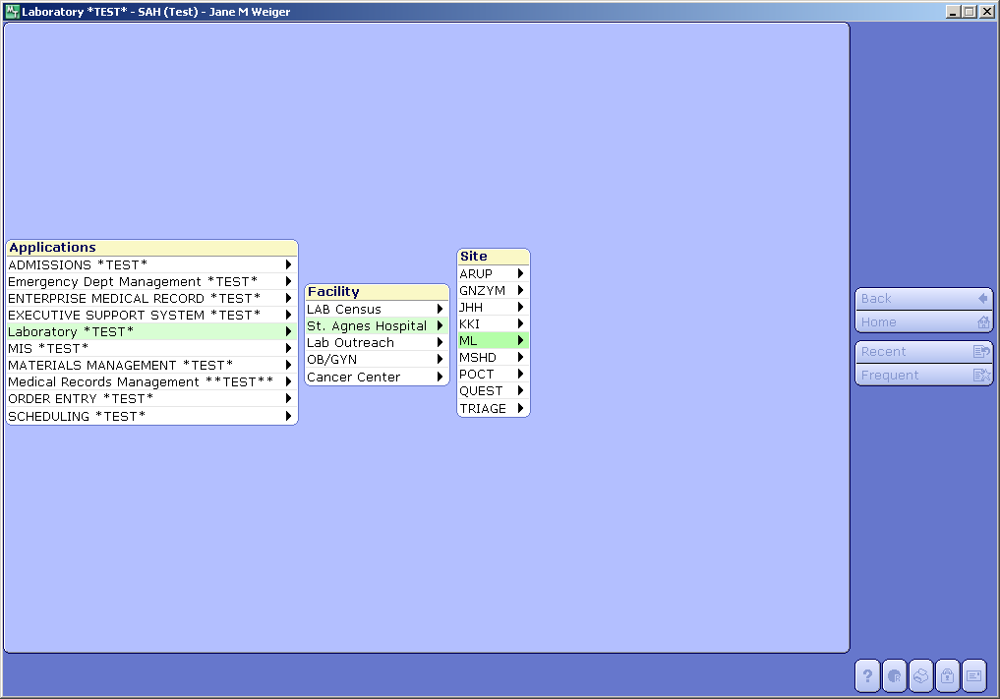 Laboratory *TEST* - SAH (Test) - Jane M Weiger
Applications
ADMISSIONS *TEST*
Emergency Dept Management *TEST*
ENTERPRISE MEDICAL RECORD *TEST*
EXECUTIVE SUPPORT SYSTEM *TEST*
Laboratory *TEST*
MIS *TEST*
MATERIALS MANAGEMENT *TEST*
Medical Records Management **TEST**
ORDER ENTRY *TEST*
SCHEDULING *TEST*
Facility
LAB Census
St. Agnes Hospital
Lab Outreach
OB/GYN
Cancer Center
Site
ARUP
GNZYM
JHH
KKI
ML
MSHD
POCT
QUEST
TRIAGE
Back
Home
Recent
Frequent
?
R